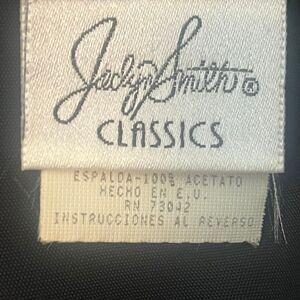 Jaclyn Smith®
CLASSICS
ESPALDA-100% ACETATO
HECHO EN E.U.
RN 73042
INSTRUCCIONES AL REVERSO